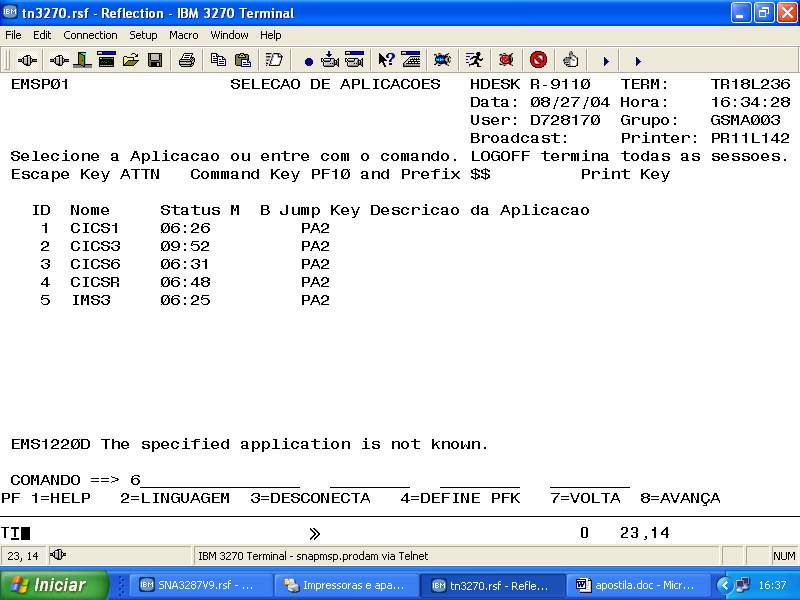 tn3270.rsf - Reflection - IBM 3270 Terminal
File Edit Connection Setup Macro Window Help
EMSP01 SELECAO DE APLICACOES HDESK R-9110 TERM: TR18L236
Data: 08/27/04 Hora: 16:34:28
User: D728170 Grupo: GSMA003
Broadcast: Printer: PR11L142
Selecione a Aplicacao ou entre com o comando. LOGOFF termina todas as sessoes.
Escape Key ATTN Command Key PF10 and Prefix $$ Print Key
ID Nome Status M B Jump Key Descricao da Aplicacao
1 CICS1 06:26 PA2
2 CICS3 09:52 PA2
3 CICS6 06:31 PA2
4 CICSR 06:48 PA2
5 IMS3 06:25 PA2
EMS1220D The specified application is not known.
COMANDO ==> 6
PF 1=HELP 2=LINGUAGEM 3=DESCONECTA 4=DEFINE PFK 7=VOLTA 8=AVANÇA
TI 0 23,14
23, 14 IBM 3270 Terminal - snapmsp.prodam via Telnet NUM
Iniciar SNA3287V9.rsf - ... Impressoras e apa... tn3270.rsf - Refle... apostila.doc - Micr... 16:37